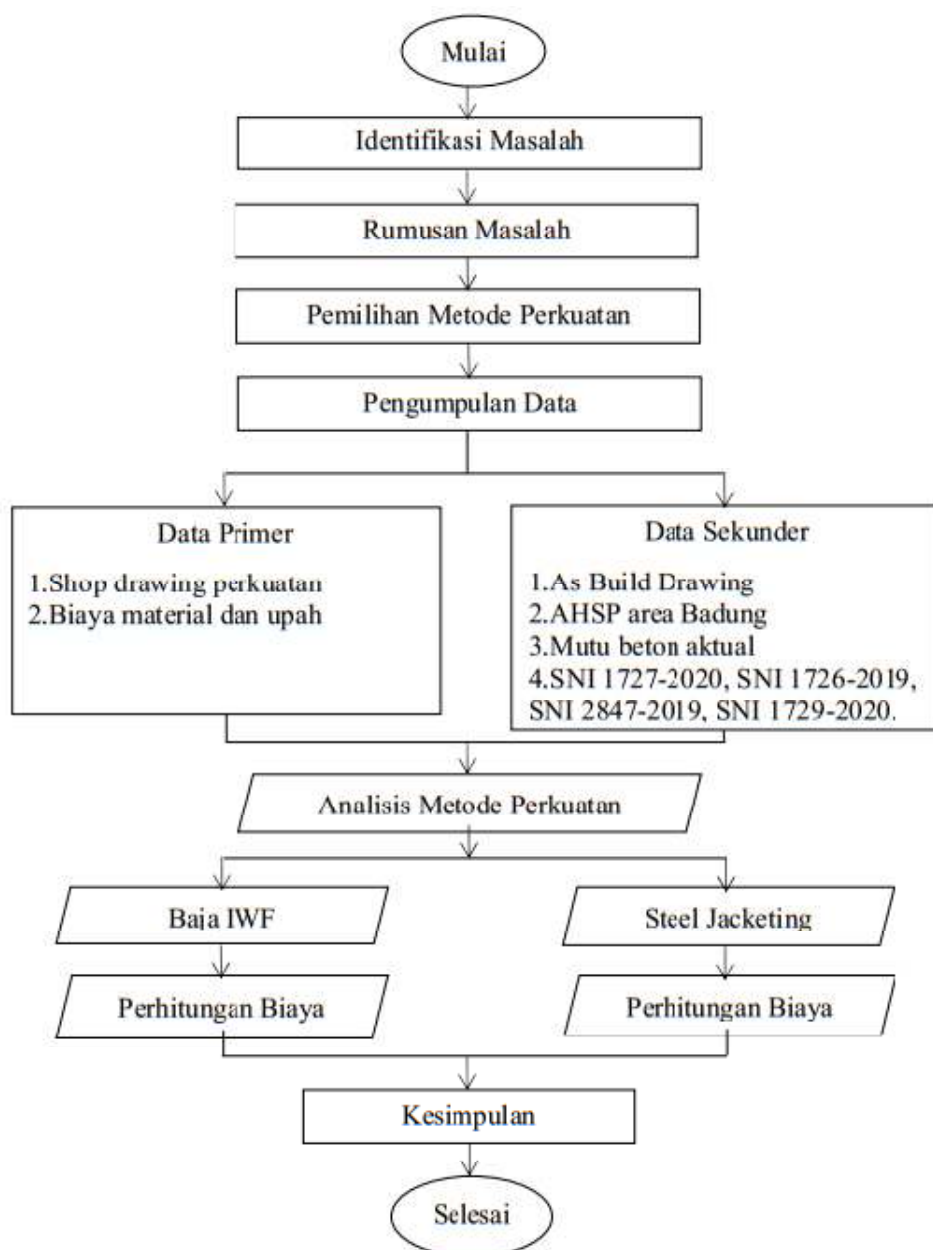 Mulai
Identifikasi Masalah
Rumusan Masalah
Pemilihan Metode Perkuatan
Pengumpulan Data
Data Primer
1.Shop drawing perkuatan
2.Biaya material dan upah
Data Sekunder
1.As Build Drawing
2.AHSP area Badung
3.Mutu beton aktual
4.SNI 1727-2020, SNI 1726-2019,
SNI 2847-2019, SNI 1729-2020.
Analisis Metode Perkuatan
Baja IWF
Steel Jacketing
Perhitungan Biaya
Perhitungan Biaya
Kesimpulan
Selesai